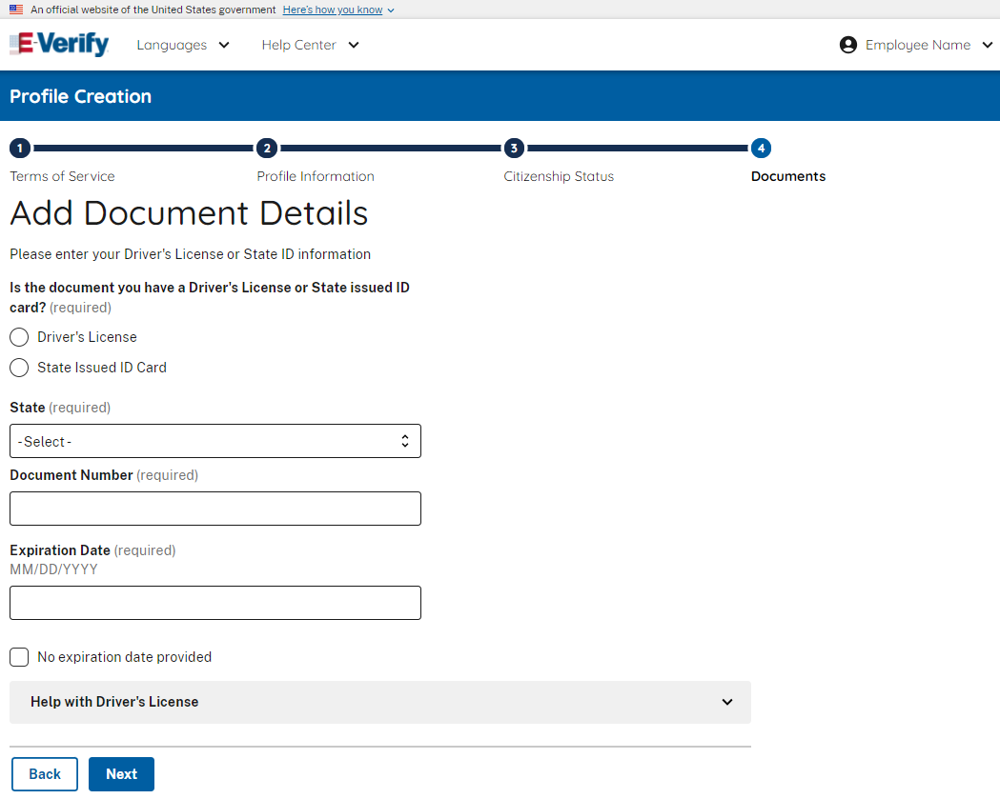 An official website of the United States government Here's how you know
E-Verify Languages Help Center Employee Name
Profile Creation
1 2 3 4
Terms of Service Profile Information Citizenship Status Documents
Add Document Details
Please enter your Driver's License or State ID information
Is the document you have a Driver's License or State issued ID
card? (required)
Driver's License
State Issued ID Card
State (required)
- Select -
Document Number (required)
Expiration Date (required)
MM/DD/YYYY
No expiration date provided
Help with Driver's License
Back Next